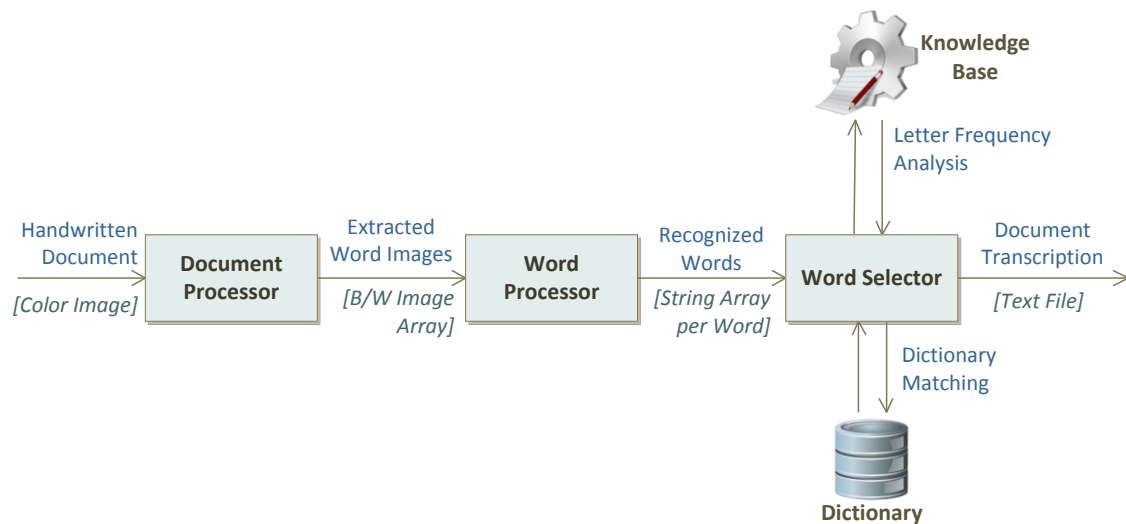 Knowledge
Base
Letter Frequency
Analysis
Handwritten
Document
[Color Image]
Document
Processor
Extracted
Word Images
[B/W Image
Array]
Word
Processor
Recognized
Words
[String Array
per Word]
Word Selector
Document
Transcription
[Text File]
Dictionary
Matching
Dictionary